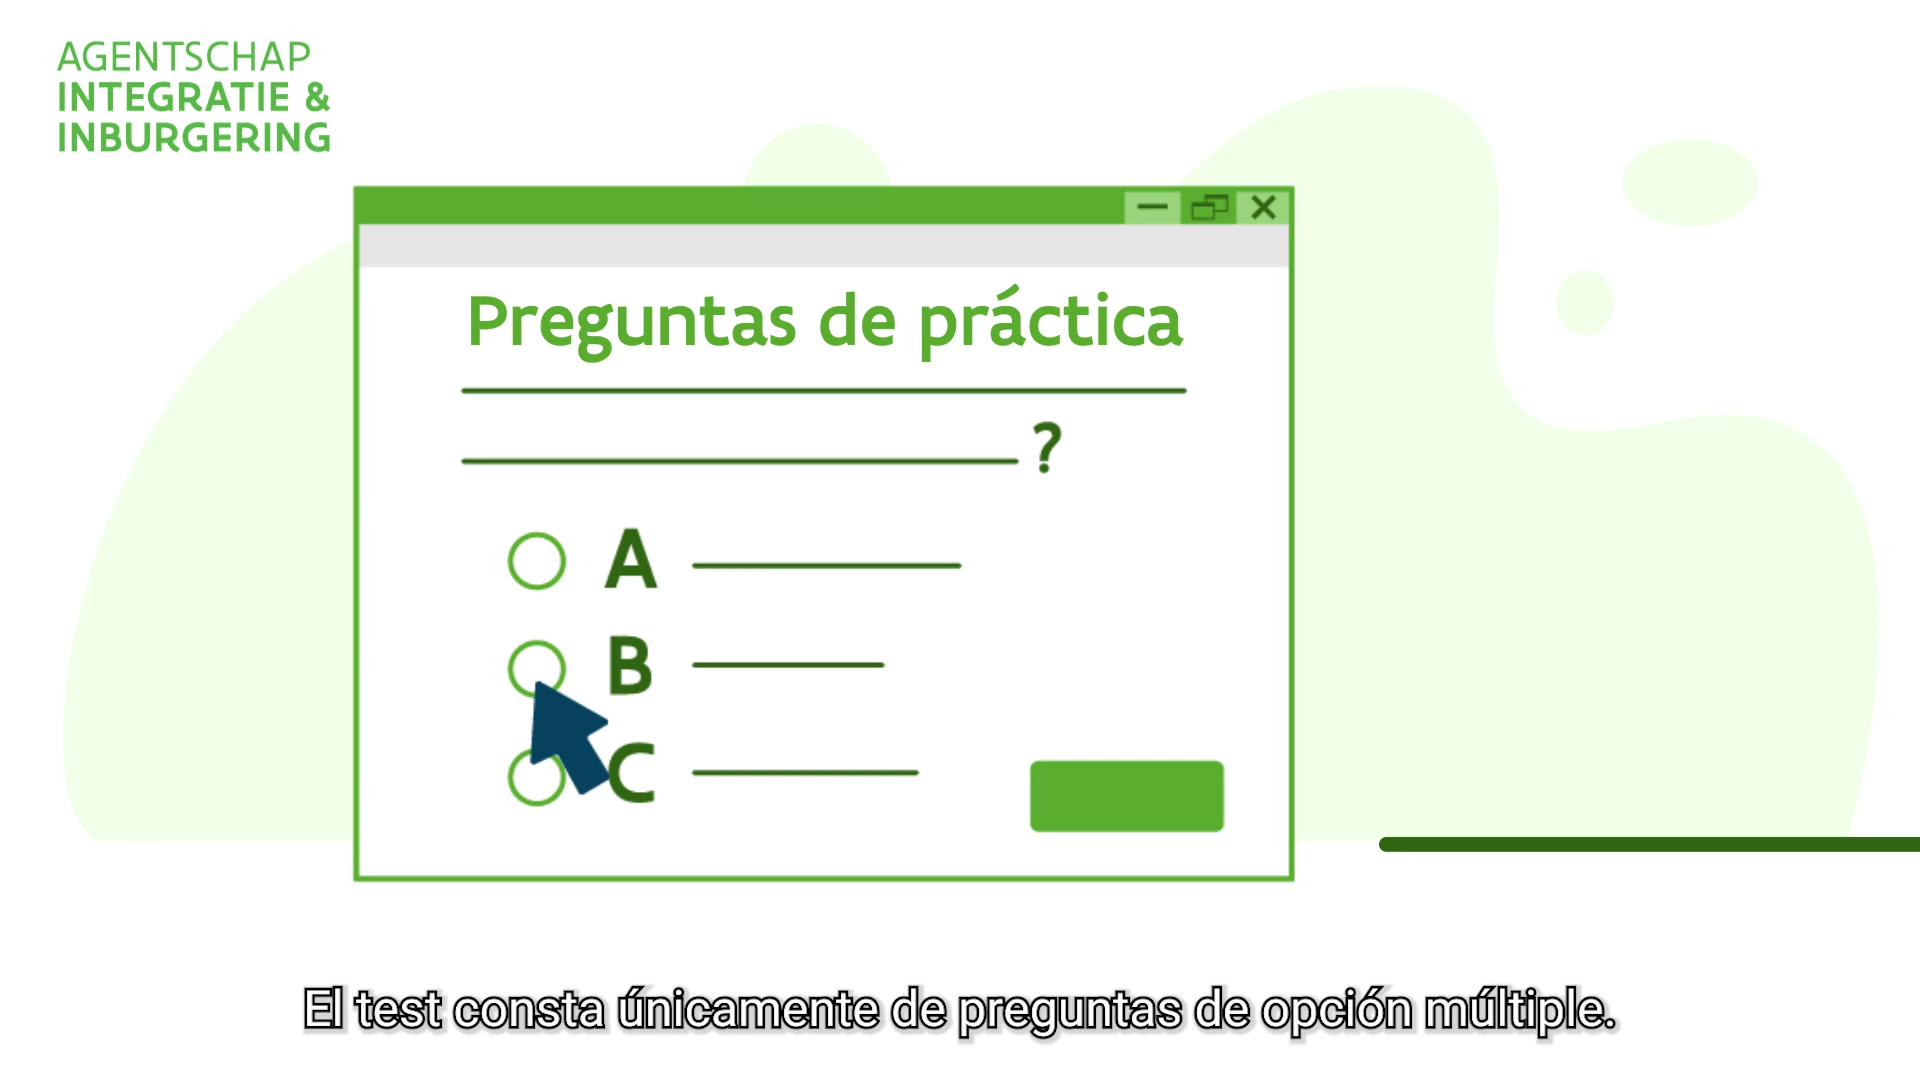 AGENTSCHAP
INTEGRATIE &
INBURGERING
Preguntas de práctica
?
A
B
C
El test consta únicamente de preguntas de opción múltiple.